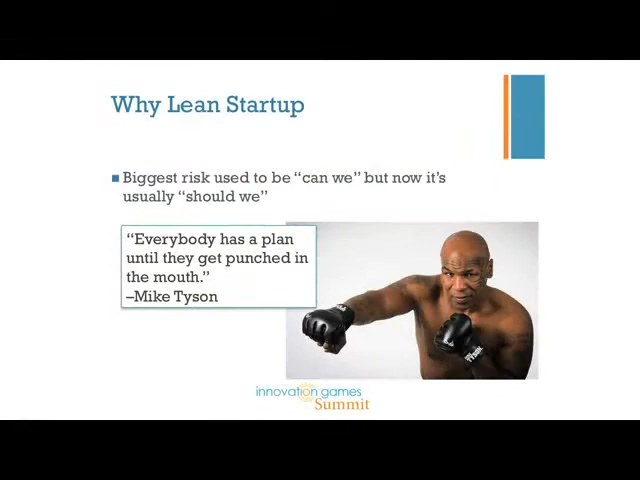 Why Lean Startup
■ Biggest risk used to be “can we” but now it’s
usually “should we”
“Everybody has a plan
until they get punched in
the mouth.”
–Mike Tyson
innovation games
Summit